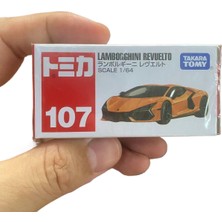 トミカ
107
LAMBORGHINI REVUELTO
ランボルギーニ レヴエルト
SCALE 1/64
TAKARA
TOMY